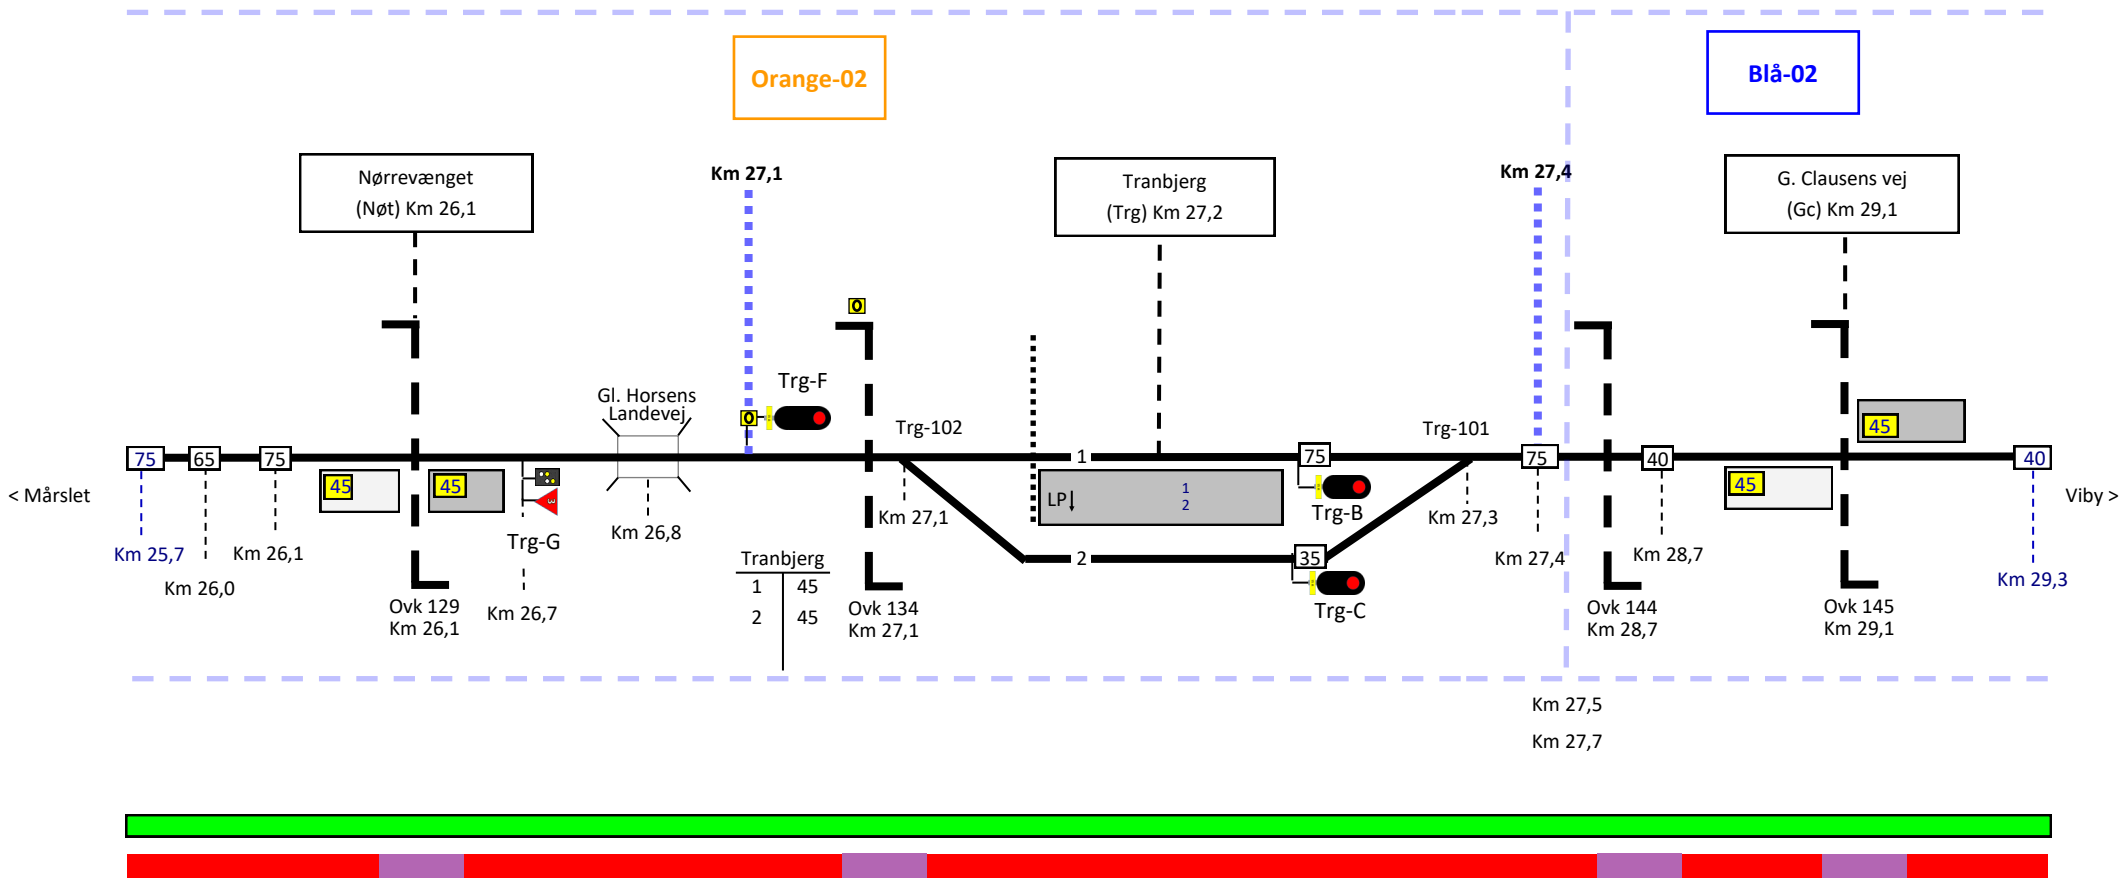 Orange-02
Blå-02
Nørrevænget
(Nøt) Km 26,1
Km 27,1
Tranbjerg
(Trg) Km 27,2
Km 27,4
G. Clausens vej
(Gc) Km 29,1
0
Trg-F
0
Gl. Horsens
Landevej
Trg-102
Trg-101
45
75
65
75
1
75
75
40
40
< Mårslet
45
45
LP
1
2
45
Viby >
3
Trg-B
Km 27,1
Km 27,3
Km 26,8
Trg-G
Km 25,7
Km 26,1
Km 26,0
Tranbjerg
1 45
2 45
2
35
Km 27,4
Km 28,7
Km 29,3
Trg-C
Km 26,7
Ovk 129
Km 26,1
Ovk 134
Km 27,1
Ovk 144
Km 28,7
Ovk 145
Km 29,1
Km 27,5
Km 27,7